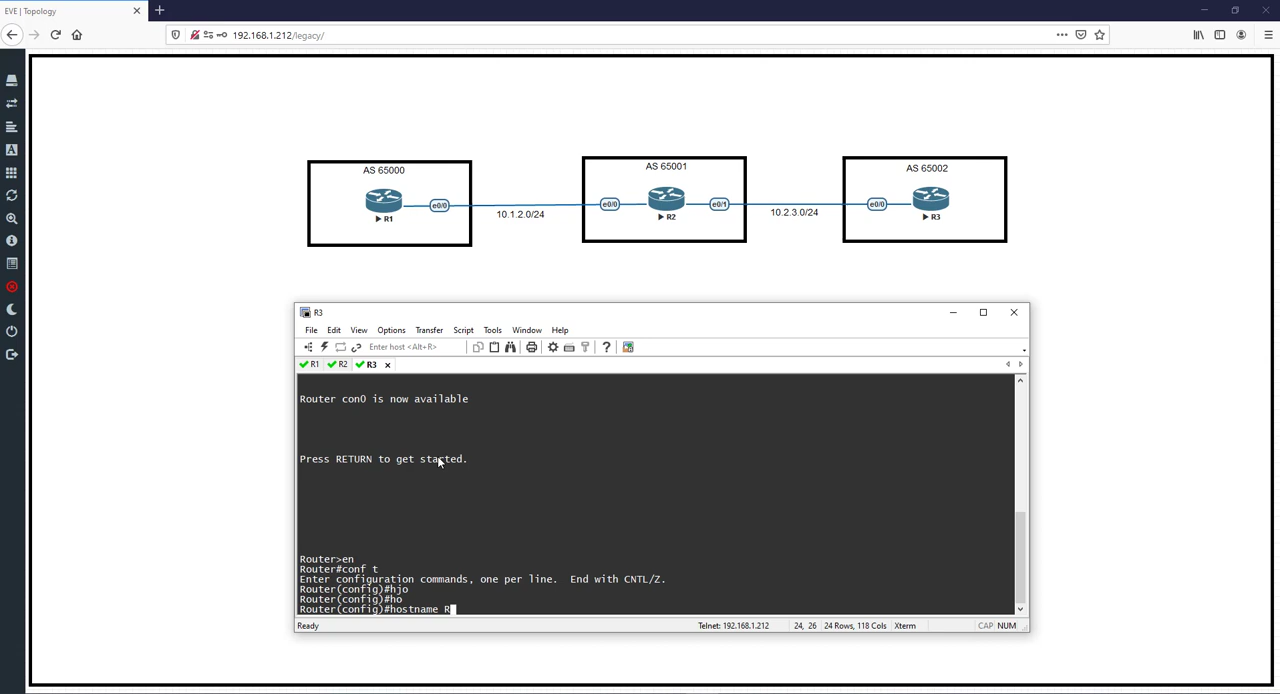 EVE | Topology
192.168.1.212/legacy/
AS 65000
AS 65001
AS 65002
e0/0
e0/0
e0/1
e0/0
10.1.2.0/24
10.2.3.0/24
R1
R2
R3
R3
File Edit View Options Transfer Script Tools Window Help
Enter host <Alt+R>
R1 R2 R3
Router con0 is now available
Press RETURN to get started.
Router>en
Router#conf t
Enter configuration commands, one per line.  End with CNTL/Z.
Router(config)#hjo
Router(config)#ho
Router(config)#hostname R
Ready Telnet: 192.168.1.212 24, 26 24 Rows, 118 Cols Xterm CAP NUM